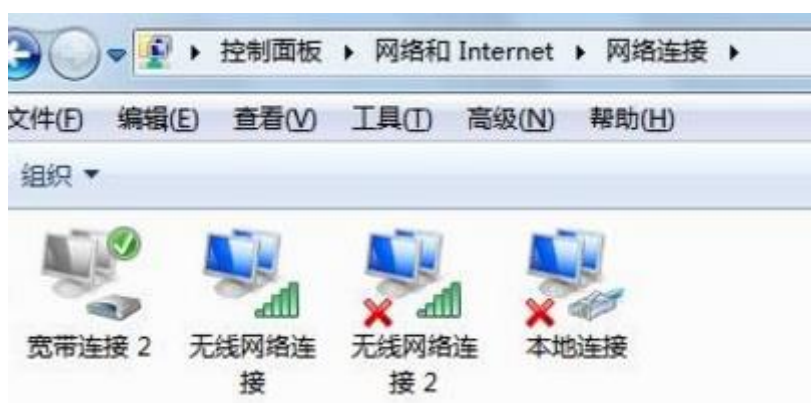 控制面板 ▸ 网络和 Internet ▸ 网络连接 ▸
文件(F) 编辑(E) 查看(V) 工具(T) 高级(N) 帮助(H)
组织 ▾
宽带连接 2
无线网络连
接
无线网络连
接 2
本地连接